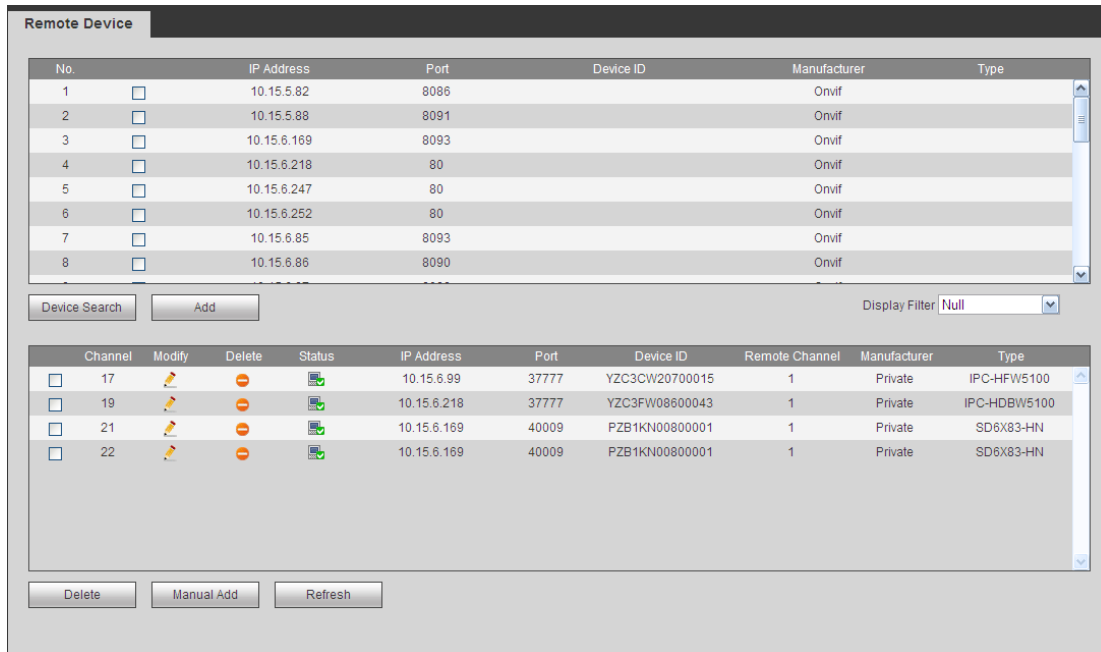 Remote Device
No. IP Address Port Device ID Manufacturer Type
1 10.15.5.82 8086 Onvif
2 10.15.5.88 8091 Onvif
3 10.15.6.169 8093 Onvif
4 10.15.6.218 80 Onvif
5 10.15.6.247 80 Onvif
6 10.15.6.252 80 Onvif
7 10.15.6.85 8093 Onvif
8 10.15.6.86 8090 Onvif
Device Search Add Display Filter Null
Channel Modify Delete Status IP Address Port Device ID Remote Channel Manufacturer Type
17 10.15.6.99 37777 YZC3CW20700015 1 Private IPC-HFW5100
19 10.15.6.218 37777 YZC3FW08600043 1 Private IPC-HDBW5100
21 10.15.6.169 40009 PZB1KN00800001 1 Private SD6X83-HN
22 10.15.6.169 40009 PZB1KN00800001 1 Private SD6X83-HN
Delete Manual Add Refresh